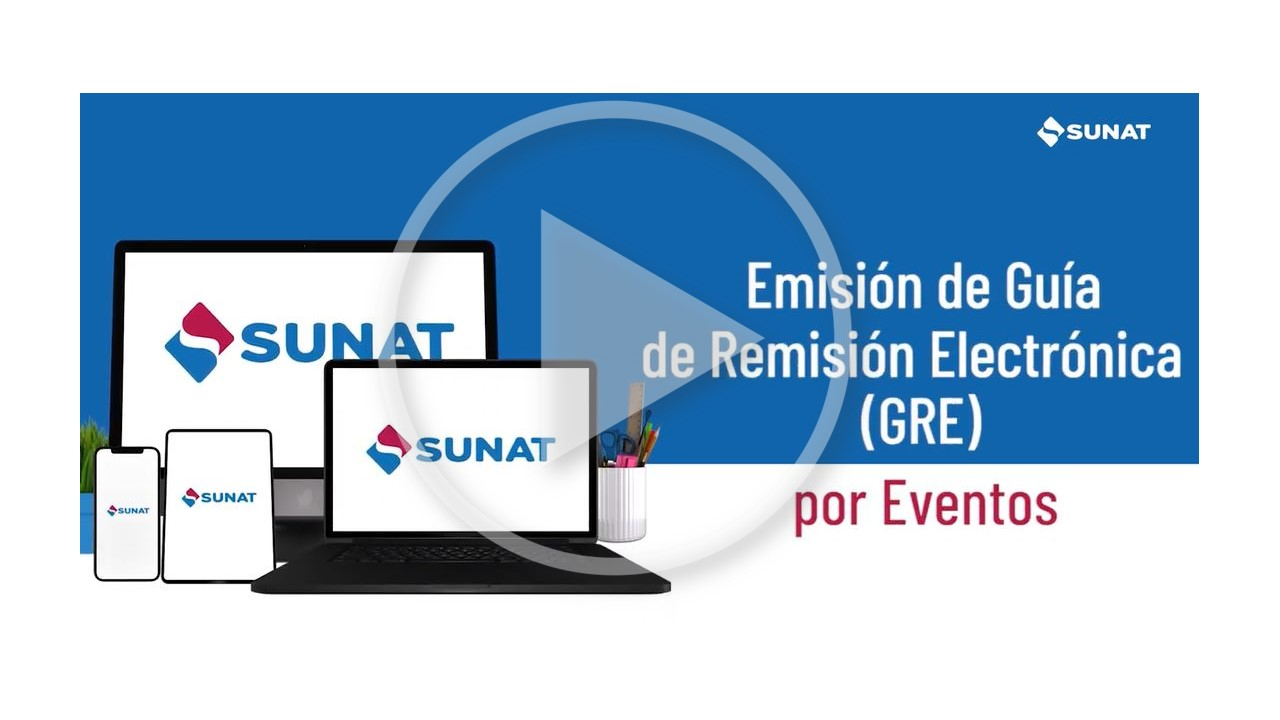 SUNAT
Emisión de Guía
de Remisión Electrónica
(GRE)
por Eventos
SUNAT
SUNAT
SUNAT
SUNAT